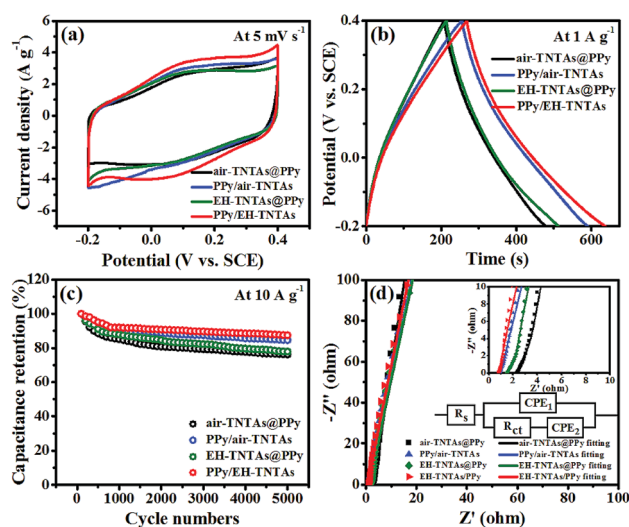 (a) At 5 mV s-1
Current density (A g-1)
6
4
2
0
-2
-4
-6
air-TNTAs@PPy
PPy/air-TNTAs
EH-TNTAs@PPy
PPy/EH-TNTAs
-0.2 0.0 0.2 0.4
Potential (V vs. SCE)
(b) At 1 A g-1
Potential (V vs. SCE)
0.4
0.2
0.0
-0.2
air-TNTAs@PPy
PPy/air-TNTAs
EH-TNTAs@PPy
PPy/EH-TNTAs
0 200 400 600
Time (s)
(c) At 10 A g-1
Capacitance retention (%)
120
100
80
60
40
20
0
air-TNTAs@PPy
PPy/air-TNTAs
EH-TNTAs@PPy
PPy/EH-TNTAs
0 1000 2000 3000 4000 5000
Cycle numbers
(d)
-Z'' (ohm)
100
80
60
40
20
0
-Z'' (ohm)
10
8
6
4
2
0
0 2 4 6 8 10
Z' (ohm)
Rs CPE1
Rct CPE2
air-TNTAs@PPy air-TNTAs@PPy fitting
PPy/air-TNTAs PPy/air-TNTAs fitting
EH-TNTAs@PPy EH-TNTAs@PPy fitting
EH-TNTAs/PPy EH-TNTAs/PPy fitting
0 20 40 60 80 100
Z' (ohm)